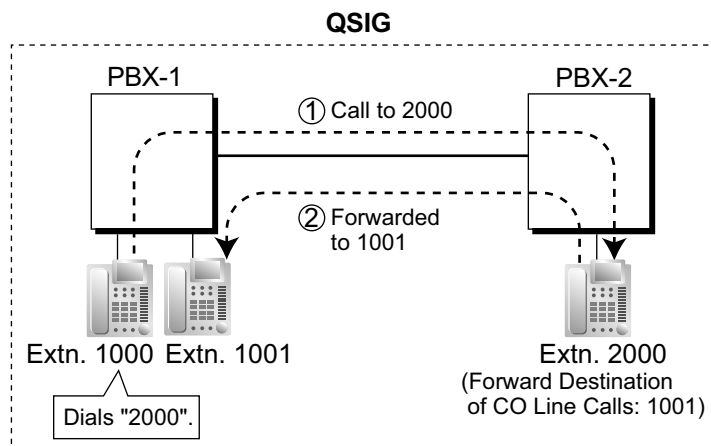 QSIG
PBX-1
PBX-2
① Call to 2000
② Forwarded
to 1001
Extn. 1000
Extn. 1001
Extn. 2000
(Forward Destination
of CO Line Calls: 1001)
Dials "2000".